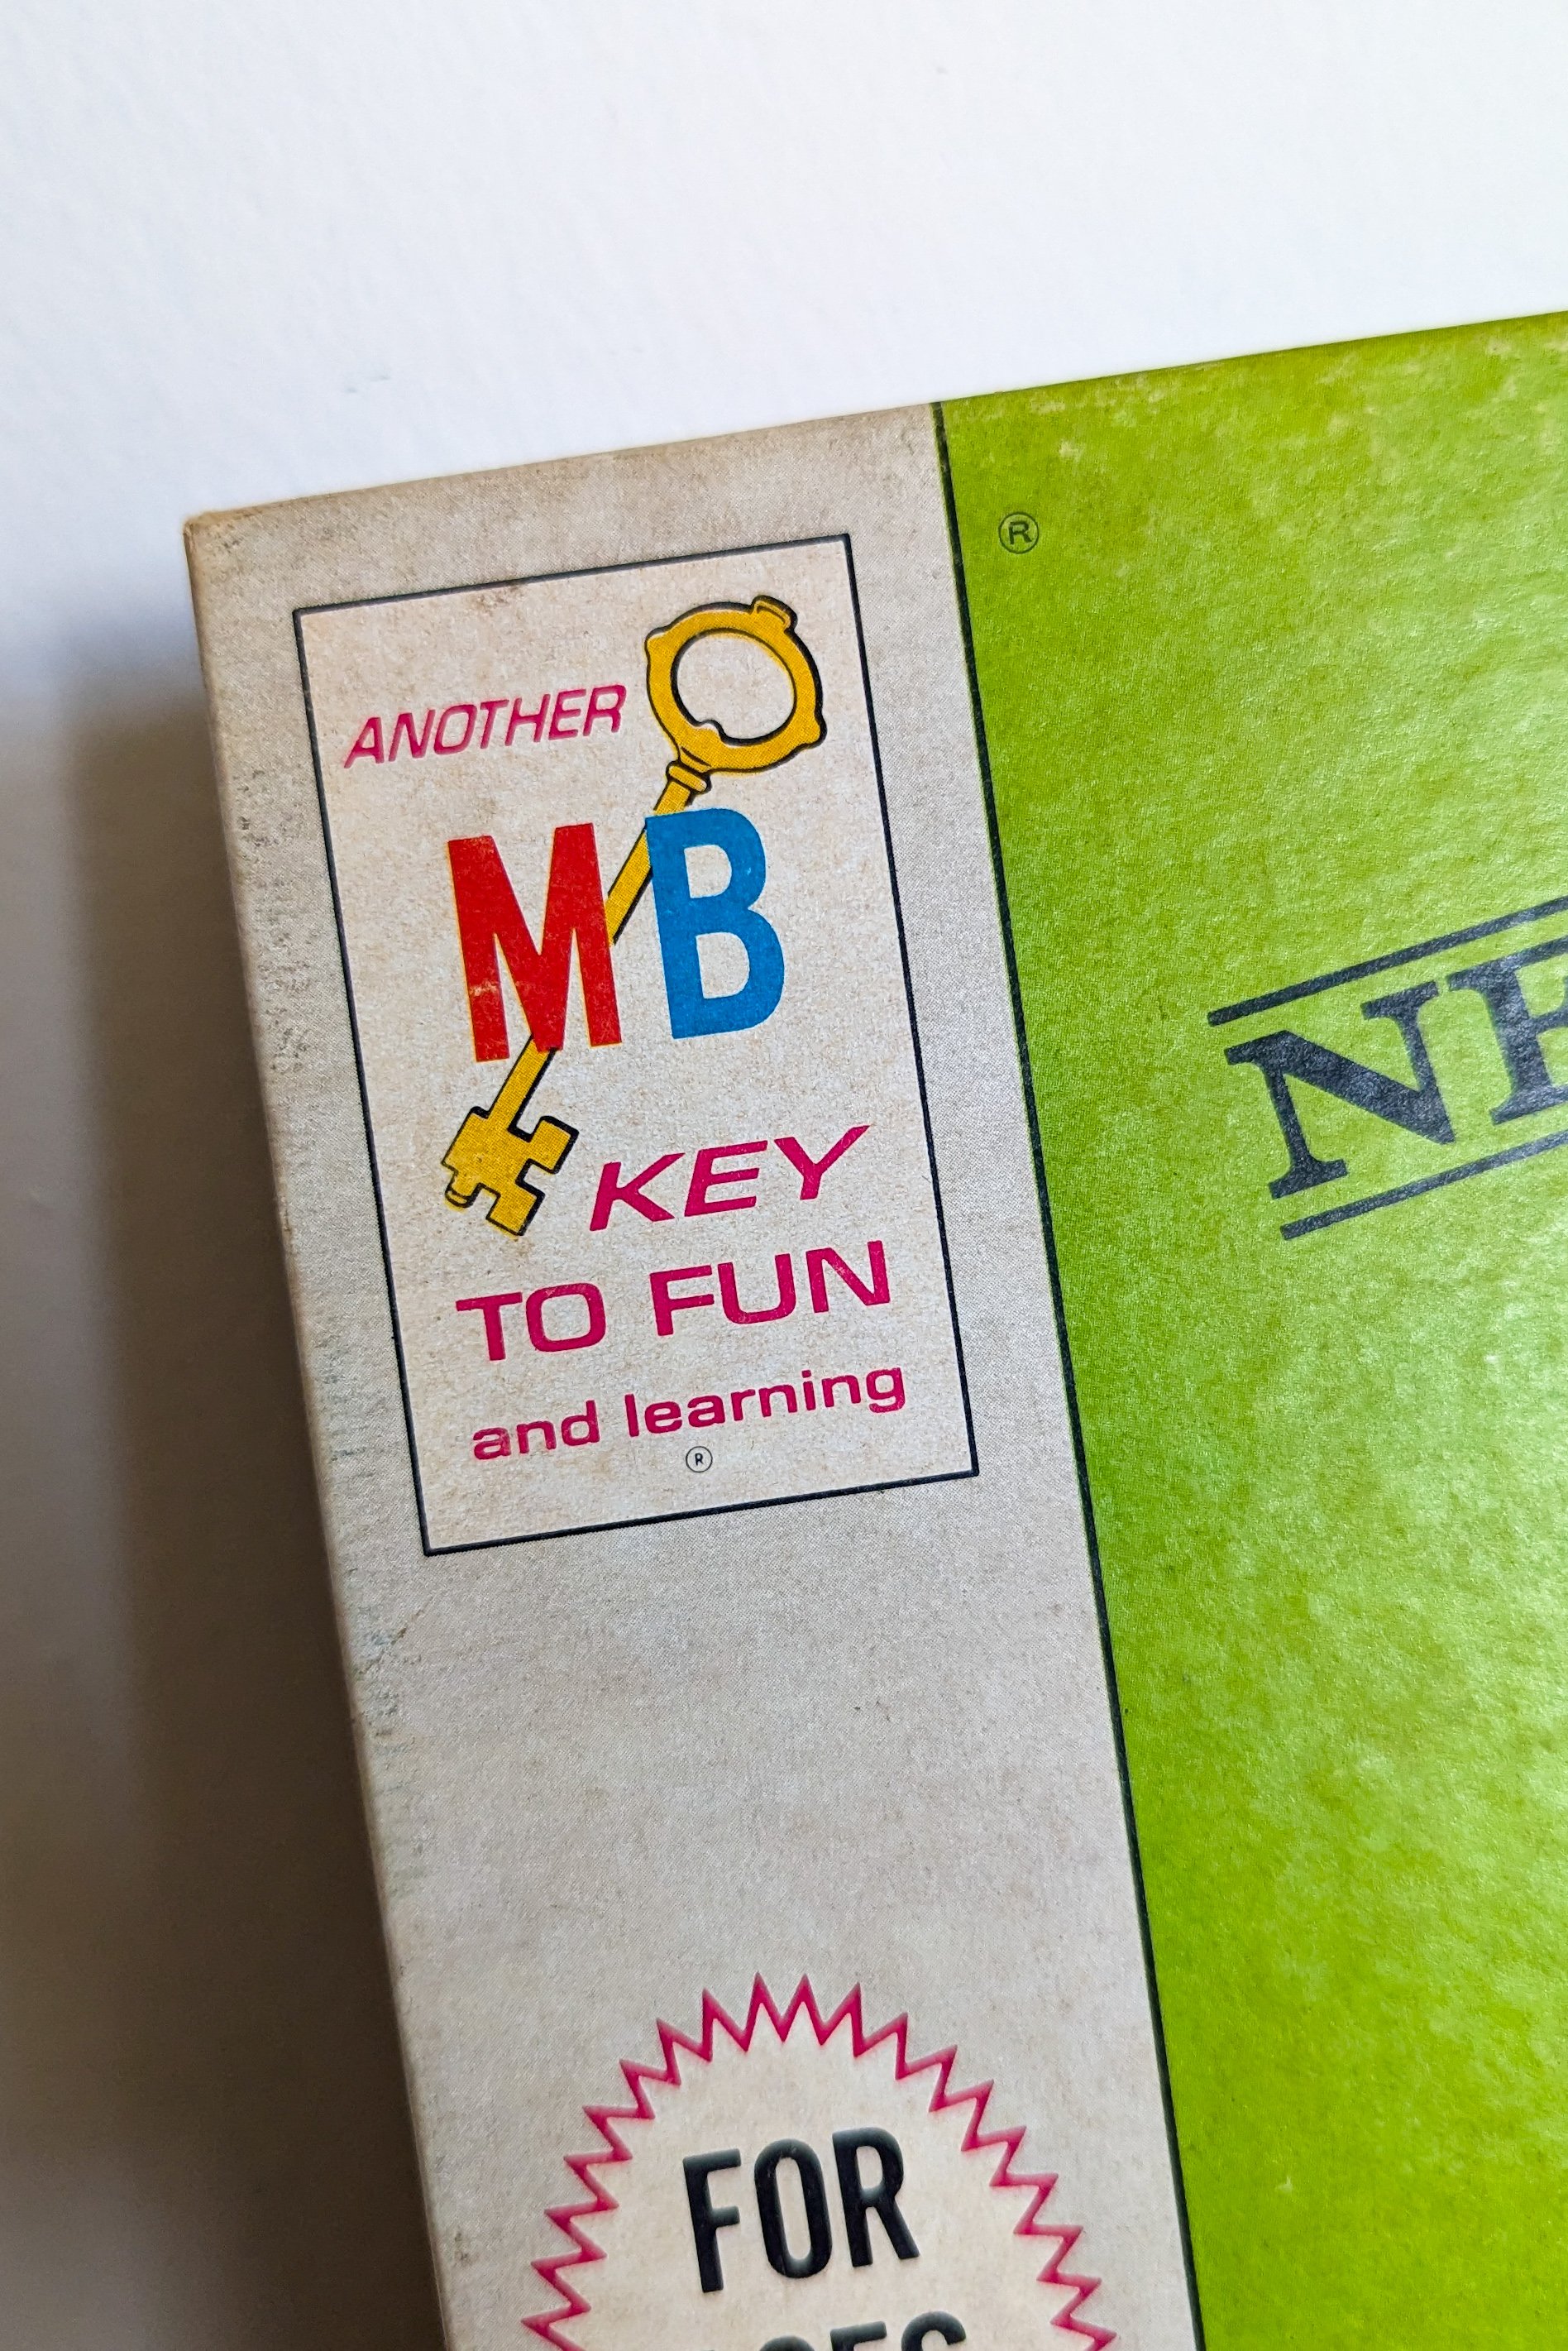 ANOTHER
MB
KEY
TO FUN
and learning
®
®
FOR